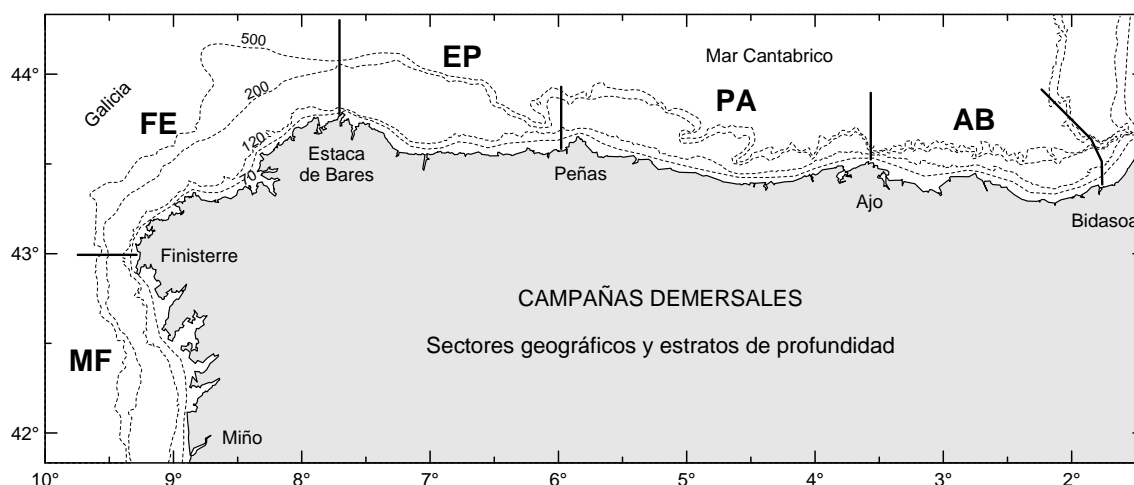 500
EP
Mar Cantabrico
44°
200
Galicia
PA
FE
120
AB
70
Estaca
de Bares
Peñas
Ajo
Bidasoa
43°
Finisterre
CAMPAÑAS DEMERSALES
Sectores geográficos y estratos de profundidad
MF
42°
Miño
10° 9° 8° 7° 6° 5° 4° 3° 2°